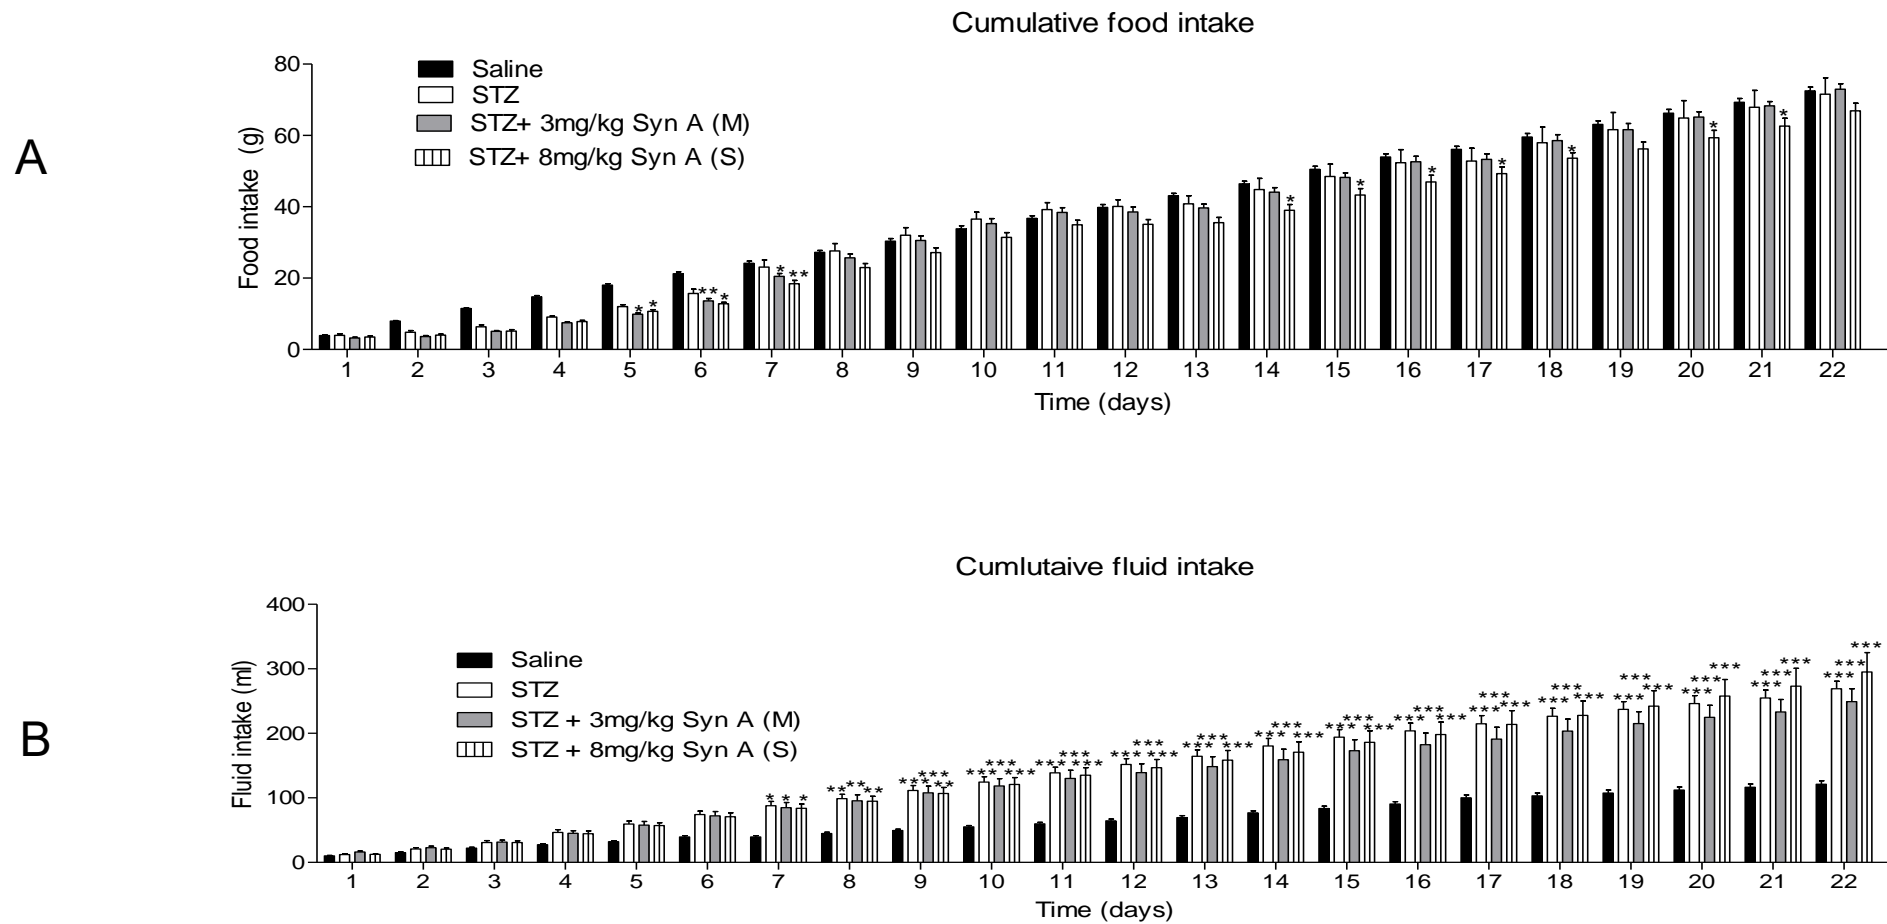 Cumulative food intake
A
80
60
40
20
0
Food intake (g)
Saline
STZ
STZ+ 3mg/kg Syn A (M)
STZ+ 8mg/kg Syn A (S)
* * ** * * ** * * * * * * *
1 2 3 4 5 6 7 8 9 10 11 12 13 14 15 16 17 18 19 20 21 22
Time (days)
Cumlutaive fluid intake
B
400
300
200
100
0
Fluid intake (ml)
Saline
STZ
STZ + 3mg/kg Syn A (M)
STZ + 8mg/kg Syn A (S)
* * * ** ** ** *** *** ** *** *** *** *** *** *** *** *** *** *** *** *** *** *** *** *** *** *** *** *** *** *** *** *** *** *** *** *** *** *** *** *** *** *** *** *** *** *** ***
1 2 3 4 5 6 7 8 9 10 11 12 13 14 15 16 17 18 19 20 21 22
Time (days)